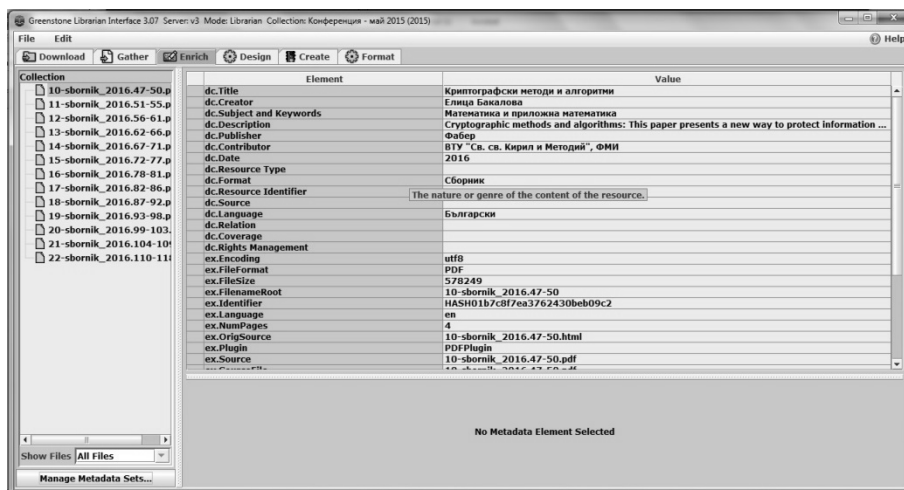 Greenstone Librarian Interface 3.07 Server: v3 Mode: Librarian Collection: Конференция - май 2015 (2015)
File Edit Help
Download Gather Enrich Design Create Format
Collection
10-sbornik_2016.47-50.p
11-sbornik_2016.51-55.p
12-sbornik_2016.56-61.p
13-sbornik_2016.62-66.p
14-sbornik_2016.67-71.p
15-sbornik_2016.72-77.p
16-sbornik_2016.78-81.p
17-sbornik_2016.82-86.p
18-sbornik_2016.87-92.p
19-sbornik_2016.93-98.p
20-sbornik_2016.99-103.
21-sbornik_2016.104-109
22-sbornik_2016.110-118
Show Files All Files
Manage Metadata Sets...
Element Value
dc.Title Криптографски методи и алгоритми
dc.Creator Елица Бакалова
dc.Subject and Keywords Математика и приложна математика
dc.Description Cryptographic methods and algorithms: This paper presents a new way to protect information ...
dc.Publisher Фабер
dc.Contributor ВТУ "Св. св. Кирил и Методий", ФМИ
dc.Date 2016
dc.Resource Type
dc.Format Сборник
dc.Resource Identifier
The nature or genre of the content of the resource.
dc.Source
dc.Language Български
dc.Relation
dc.Coverage
dc.Rights Management
ex.Encoding utf8
ex.FileFormat PDF
ex.FileSize 578249
ex.FilenameRoot 10-sbornik_2016.47-50
ex.Identifier HASH01b7c8f7ea3762430beb09c2
ex.Language en
ex.NumPages 4
ex.OrigSource 10-sbornik_2016.47-50.html
ex.Plugin PDFPlugin
ex.Source 10-sbornik_2016.47-50.pdf
No Metadata Element Selected